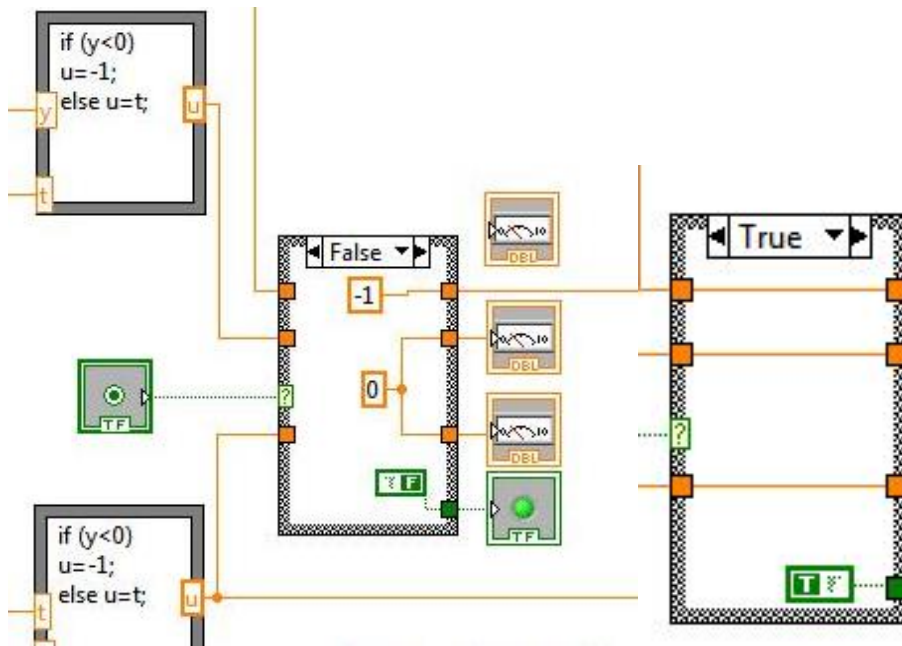 if (y<0)
u=-1;
else u=t;
y
u
t
False
True
-1
DBL
?
0
DBL
?
TF
DBL
F
T
TF
if (y<0)
u=-1;
else u=t;
t
u